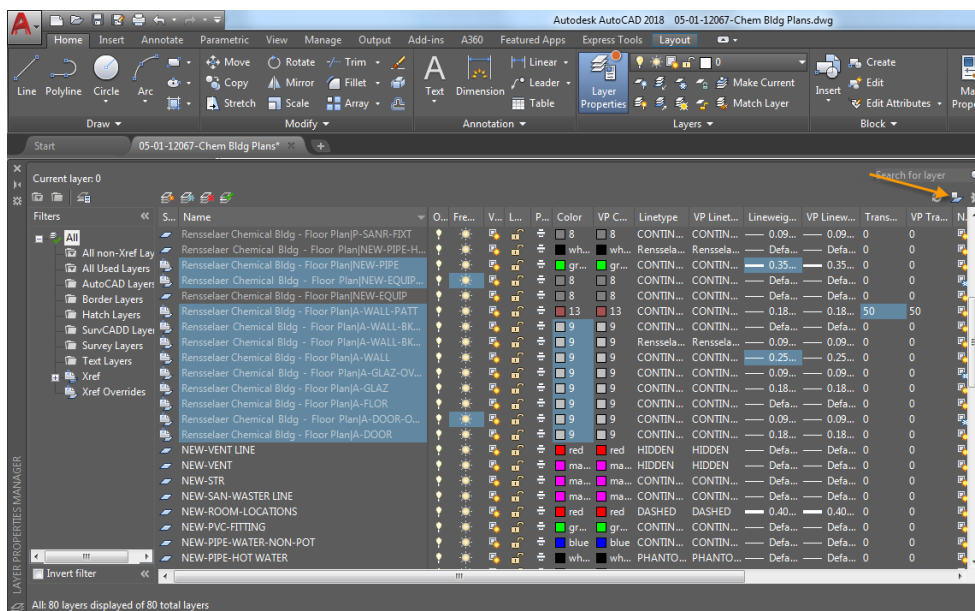 Autodesk AutoCAD 2018 05-01-12067-Chem Bldg Plans.dwg
Home Insert Annotate Parametric View Manage Output Add-ins A360 Featured Apps Express Tools Layout
Line Polyline Circle Arc
Move Rotate Trim
Copy Mirror Fillet
Stretch Scale Array
Text Dimension
Linear
Leader
Table
Layer Properties
0
Make Current
Match Layer
Insert
Create
Edit
Edit Attributes
Draw Modify Annotation Layers Block
Start 05-01-12067-Chem Bldg Plans* +
Current layer: 0
Search for layer
Filters
All
All non-Xref Lay
All Used Layers
AutoCAD Layers
Border Layers
Hatch Layers
SurvCADD Layer
Survey Layers
Text Layers
Xref
Xref Overrides
Invert filter
S... Name O... Fre... V... L... P... Color VP C... Linetype VP Linet... Lineweig... VP Linew... Trans... VP Tra... N.
Rensselaer Chemical Bldg - Floor Plan|P-SANR-FIXT 8 8 CONTIN... CONTIN... 0.09... 0.09... 0 0
Rensselaer Chemical Bldg - Floor Plan|NEW-PIPE-H... wh... wh... Renssela... Renssela... Defa... Defa... 0 0
Rensselaer Chemical Bldg - Floor Plan|NEW-PIPE gr... gr... CONTIN... CONTIN... 0.35... 0.35... 0 0
Rensselaer Chemical Bldg - Floor Plan|NEW-EQUIP... 8 8 CONTIN... CONTIN... Defa... Defa... 0 0
Rensselaer Chemical Bldg - Floor Plan|NEW-EQUIP 8 8 CONTIN... CONTIN... Defa... Defa... 0 0
Rensselaer Chemical Bldg - Floor Plan|A-WALL-PATT 13 13 CONTIN... CONTIN... 0.18... 0.18... 50 50
Rensselaer Chemical Bldg - Floor Plan|A-WALL-BK... 9 9 CONTIN... CONTIN... Defa... Defa... 0 0
Rensselaer Chemical Bldg - Floor Plan|A-WALL-BK... 9 9 Renssela... Renssela... 0.09... 0.09... 0 0
Rensselaer Chemical Bldg - Floor Plan|A-WALL 9 9 CONTIN... CONTIN... 0.25... 0.25... 0 0
Rensselaer Chemical Bldg - Floor Plan|A-GLAZ-OV... 9 9 CONTIN... CONTIN... 0.09... 0.09... 0 0
Rensselaer Chemical Bldg - Floor Plan|A-GLAZ 9 9 CONTIN... CONTIN... 0.18... 0.18... 0 0
Rensselaer Chemical Bldg - Floor Plan|A-FLOR 9 9 CONTIN... CONTIN... Defa... Defa... 0 0
Rensselaer Chemical Bldg - Floor Plan|A-DOOR-O... 9 9 CONTIN... CONTIN... 0.09... 0.09... 0 0
Rensselaer Chemical Bldg - Floor Plan|A-DOOR 9 9 CONTIN... CONTIN... 0.18... 0.18... 0 0
NEW-VENT LINE red red HIDDEN HIDDEN Defa... Defa... 0 0
NEW-VENT ma... ma... HIDDEN HIDDEN Defa... Defa... 0 0
NEW-STR ma... ma... CONTIN... CONTIN... Defa... Defa... 0 0
NEW-SAN-WASTER LINE ma... ma... CONTIN... CONTIN... Defa... Defa... 0 0
NEW-ROOM-LOCATIONS red red DASHED DASHED 0.40... 0.40... 0 0
NEW-PVC-FITTING gr... gr... CONTIN... CONTIN... Defa... Defa... 0 0
NEW-PIPE-WATER-NON-POT blue blue CONTIN... CONTIN... Defa... Defa... 0 0
NEW-PIPE-HOT WATER wh... wh... PHANTO... PHANTO... Defa... Defa... 0 0
LAYER PROPERTIES MANAGER
All: 80 layers displayed of 80 total layers